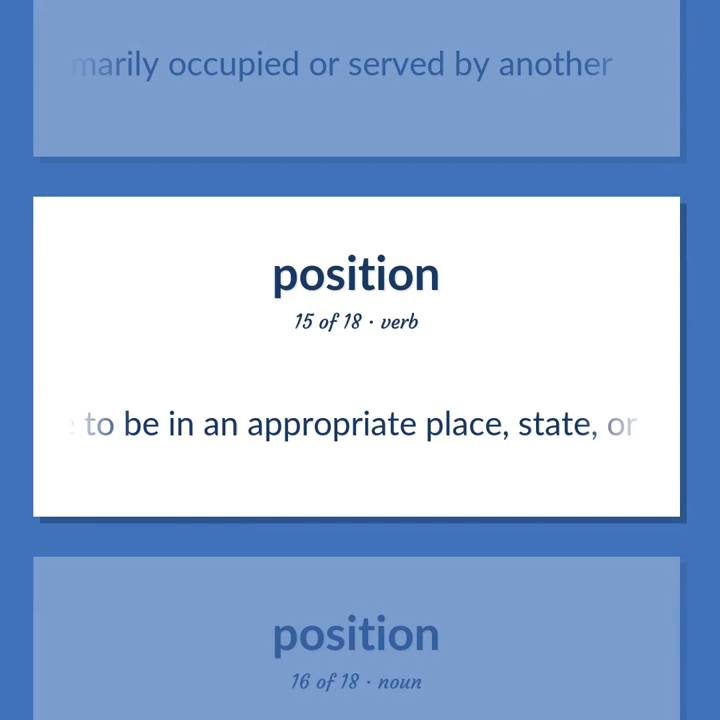 marily occupied or served by another
position
15 of 18 · verb
to be in an appropriate place, state, or
position
16 of 18 · noun